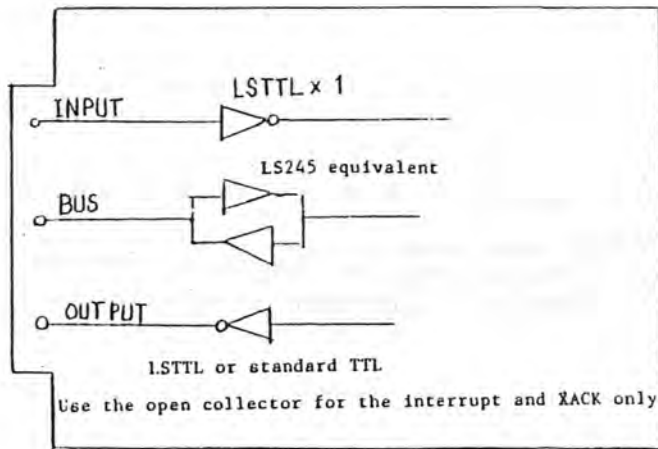 LSTTL × 1
INPUT
LS245 equivalent
BUS
OUTPUT
LSTTL or standard TTL
Use the open collector for the interrupt and XACK only